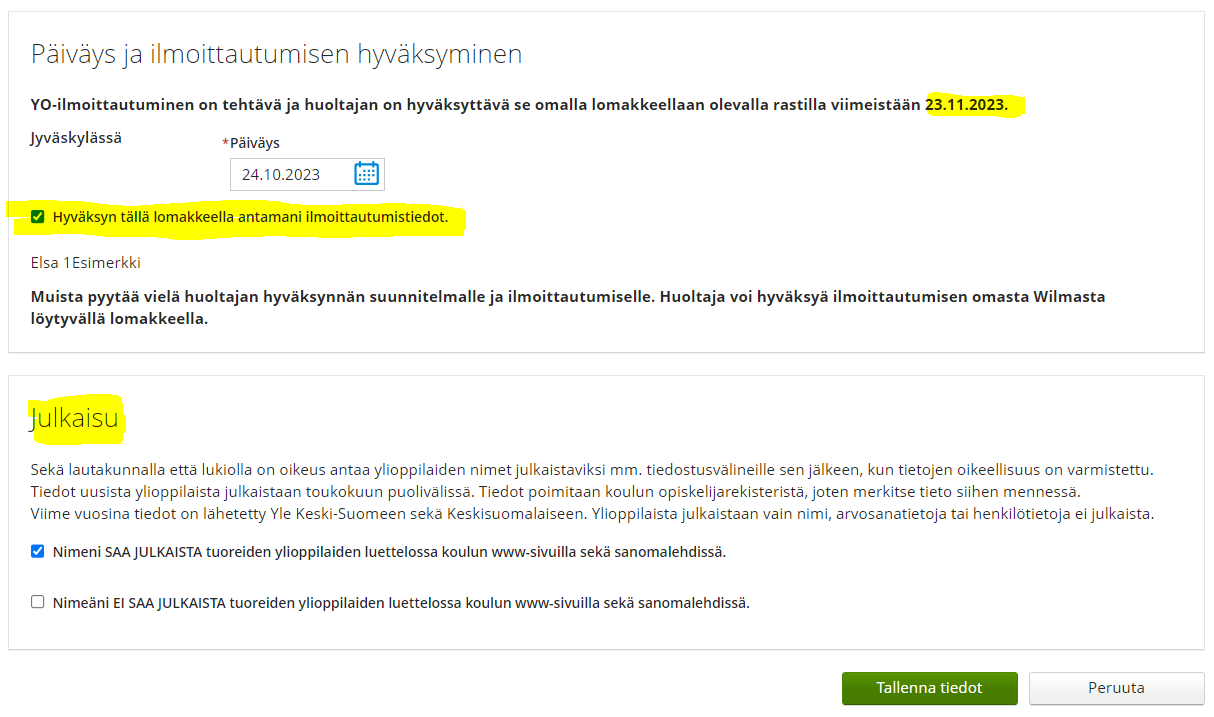 Päiväys ja ilmoittautumisen hyväksyminen
YO-ilmoittautuminen on tehtävä ja huoltajan on hyväksyttävä se omalla lomakkeellaan olevalla rastilla viimeistään 23.11.2023.
Jyväskylässä
*Päiväys
24.10.2023
Hyväksyn tällä lomakkeella antamani ilmoittautumistiedot.
Elsa 1Esimerkki
Muista pyytää vielä huoltajan hyväksynnän suunnitelmalle ja ilmoittautumiselle. Huoltaja voi hyväksyä ilmoittautumisen omasta Wilmasta
löytyvällä lomakkeella.
Julkaisu
Sekä lautakunnalla että lukiolla on oikeus antaa ylioppilaiden nimet julkaistaviksi mm. tiedostusvälineille sen jälkeen, kun tietojen oikeellisuus on varmistettu.
Tiedot uusista ylioppilaista julkaistaan toukokuun puolivälissä. Tiedot poimitaan koulun opiskelijarekisteristä, joten merkitse tieto siihen mennessä.
Viime vuosina tiedot on lähetetty Yle Keski-Suomeen sekä Keskisuomalaiseen. Ylioppilaista julkaistaan vain nimi, arvosanatietoja tai henkilötietoja ei julkaista.
Nimeni SAA JULKAISTA tuoreiden ylioppilaiden luettelossa koulun www-sivuilla sekä sanomalehdissä.
Nimeäni EI SAA JULKAISTA tuoreiden ylioppilaiden luettelossa koulun www-sivuilla sekä sanomalehdissä.
Tallenna tiedot
Peruuta